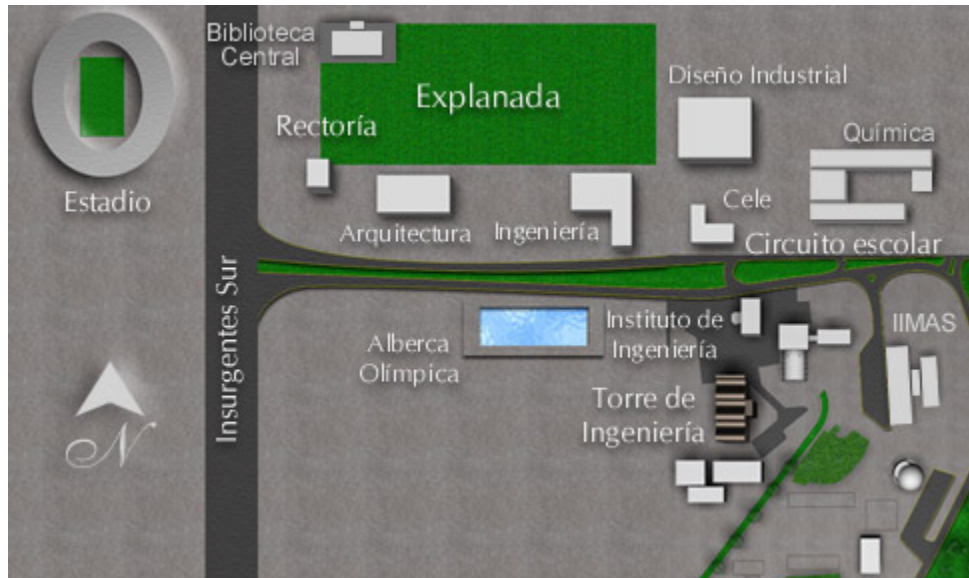 Biblioteca
Central
Explanada
Diseño Industrial
Rectoría
Química
Estadio
Cele
Arquitectura
Ingeniería
Circuito escolar
Insurgentes Sur
Instituto de
Ingeniería
IIMAS
Alberca
Olímpica
Torre de
Ingeniería
N